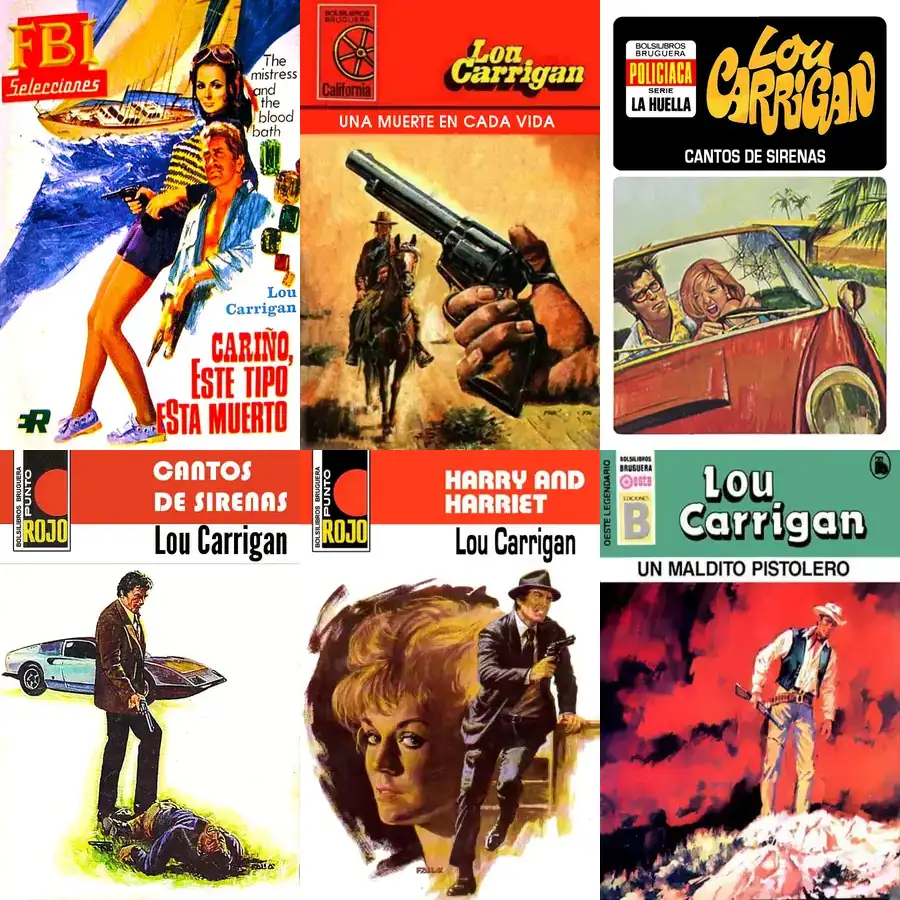 FBI
Selecciones
The
mistress
and
the
blood
bath
Lou
Carrigan
CARIÑO,
ESTE TIPO
ESTA MUERTO
R
BOLSILIBROS
BRUGUERA
California
Lou
Carrigan
UNA MUERTE EN CADA VIDA
BOLSILIBROS
BRUGUERA
POLICIACA
SERIE
LA HUELLA
LOU
CARRIGAN
CANTOS DE SIRENAS
BOLSILIBROS BRUGUERA
PUNTO
ROJO
CANTOS
DE SIRENAS
Lou Carrigan
BOLSILIBROS BRUGUERA
PUNTO
ROJO
HARRY AND
HARRIET
Lou Carrigan
OESTE LEGENDARIO
BOLSILIBROS
BRUGUERA
Oeste
EDICIONES
B
Lou
Carrigan
UN MALDITO PISTOLERO